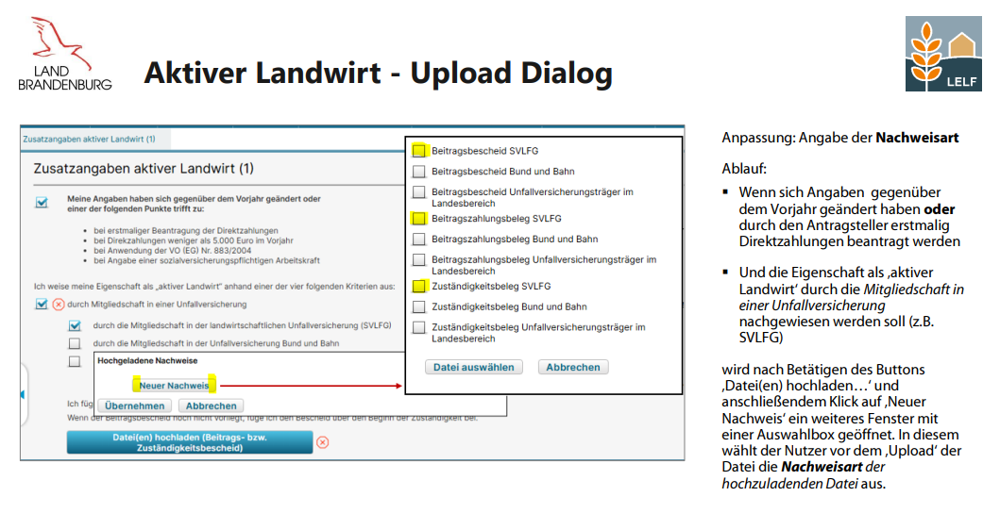 LAND
BRANDENBURG
Aktiver Landwirt - Upload Dialog
LELF
Zusatzangaben aktiver Landwirt (1)
Zusatzangaben aktiver Landwirt (1)
Meine Angaben haben sich gegenüber dem Vorjahr geändert oder
einer der folgenden Punkte trifft zu:
• bei erstmaliger Beantragung der Direktzahlungen
• bei Direkzahlungen weniger als 5.000 Euro im Vorjahr
• bei Anwendung der VO (EG) Nr. 883/2004
• bei Angabe einer sozialversicherungspflichtigen Arbeitskraft
Ich weise meine Eigenschaft als „aktiver Landwirt" anhand einer der vier folgenden Kriterien aus:
durch Mitgliedschaft in einer Unfallversicherung
durch die Mitgliedschaft in der landwirtschaftlichen Unfallversicherung (SVLFG)
durch die Mitgliedschaft in der Unfallversicherung Bund und Bahn
Hochgeladene Nachweise
Neuer Nachweis
Ich füg
Übernehmen
Abbrechen
Wenn der Beitragsbescheid noch nicht vorliegt, füge ich den Bescheid über den Beginn der Zuständigkeit bei.
Datei(en) hochladen (Beitrags- bzw.
Zuständigkeitsbescheid)
Beitragsbescheid SVLFG
Beitragsbescheid Bund und Bahn
Beitragsbescheid Unfallversicherungsträger im
Landesbereich
Beitragszahlungsbeleg SVLFG
Beitragszahlungsbeleg Bund und Bahn
Beitragszahlungsbeleg Unfallversicherungsträger im
Landesbereich
Zuständigkeitsbeleg SVLFG
Zuständigkeitsbeleg Bund und Bahn
Zuständigkeitsbeleg Unfallversicherungsträger im
Landesbereich
Datei auswählen
Abbrechen
Anpassung: Angabe der Nachweisart
Ablauf:
▪ Wenn sich Angaben gegenüber
dem Vorjahr geändert haben oder
durch den Antragsteller erstmalig
Direktzahlungen beantragt werden
▪ Und die Eigenschaft als ‚aktiver
Landwirt‘ durch die Mitgliedschaft in
einer Unfallversicherung
nachgewiesen werden soll (z.B.
SVLFG)
wird nach Betätigen des Buttons
‚Datei(en) hochladen…‘ und
anschließendem Klick auf ‚Neuer
Nachweis‘ ein weiteres Fenster mit
einer Auswahlbox geöffnet. In diesem
wählt der Nutzer vor dem ‚Upload‘ der
Datei die Nachweisart der
hochzuladenden Datei aus.